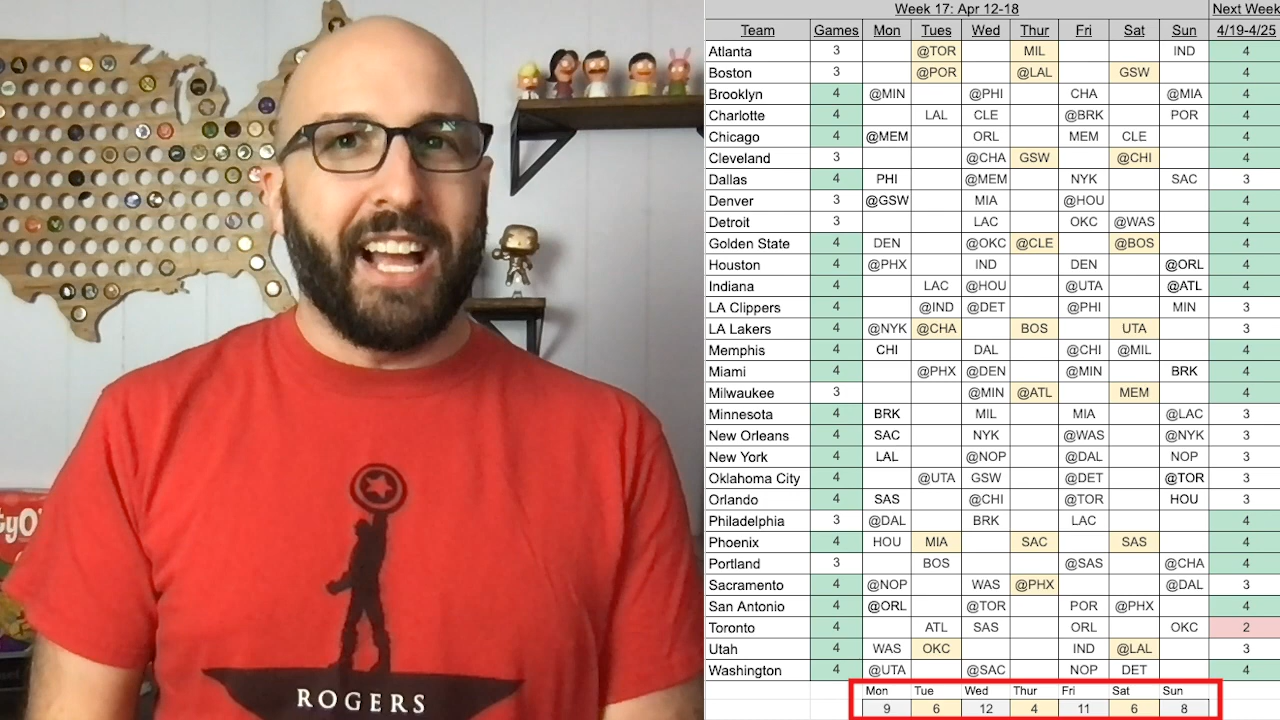 Week 17: Apr 12-18 Next Week
Team Games Mon Tues Wed Thur Fri Sat Sun 4/19-4/25
Atlanta 3 @TOR MIL IND 4
Boston 3 @POR @LAL GSW 4
Brooklyn 4 @MIN @PHI CHA @MIA 4
Charlotte 4 LAL CLE @BRK POR 4
Chicago 4 @MEM ORL MEM CLE 4
Cleveland 3 @CHA GSW @CHI 4
Dallas 4 PHI @MEM NYK SAC 3
Denver 3 @GSW MIA @HOU 4
Detroit 3 LAC OKC @WAS 4
Golden State 4 DEN @OKC @CLE @BOS 4
Houston 4 @PHX IND DEN @ORL 4
Indiana 4 LAC @HOU @UTA @ATL 4
LA Clippers 4 @IND @DET @PHI MIN 3
LA Lakers 4 @NYK @CHA BOS UTA 3
Memphis 4 CHI DAL @CHI @MIL 4
Miami 4 @PHX @DEN @MIN BRK 4
Milwaukee 3 @MIN @ATL MEM 4
Minnesota 4 BRK MIL MIA @LAC 3
New Orleans 4 SAC NYK @WAS @NYK 3
New York 4 LAL @NOP @DAL NOP 3
Oklahoma City 4 @UTA GSW @DET @TOR 3
Orlando 4 SAS @CHI @TOR HOU 3
Philadelphia 3 @DAL BRK LAC 4
Phoenix 4 HOU MIA SAC SAS 4
Portland 3 BOS @SAS @CHA 4
Sacramento 4 @NOP WAS @PHX @DAL 3
San Antonio 4 @ORL @TOR POR @PHX 4
Toronto 4 ATL SAS ORL OKC 2
Utah 4 WAS OKC IND @LAL 3
Washington 4 @UTA @SAC NOP DET 4
Mon Tue Wed Thur Fri Sat Sun
9 6 12 4 11 6 8
ROGERS